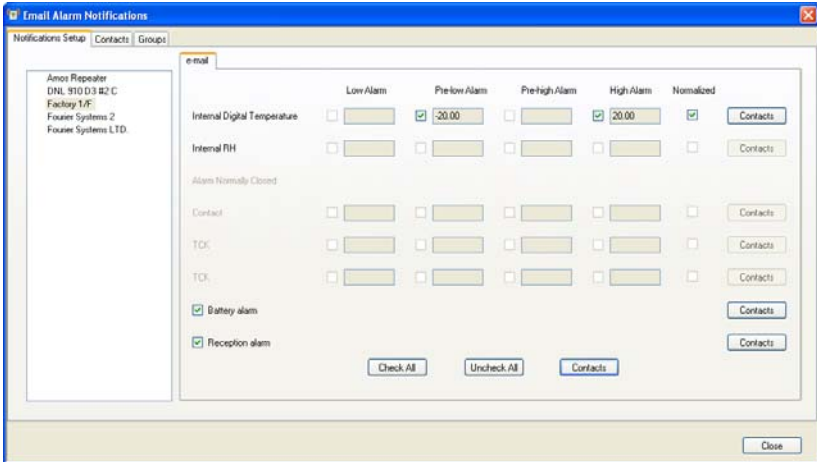 Email Alarm Notifications
Notifications Setup Contacts Groups
e-mail
Amos Repeater
DNL 910 D3 #2 C
Factory 1/F
Fourier Systems 2
Fourier Systems LTD.
Low Alarm Pre-low Alarm Pre-high Alarm High Alarm Normalized
Internal Digital Temperature -20.00 20.00 Contacts
Internal RH Contacts
Alarm Normally Closed
Contact Contacts
TCK Contacts
TCK Contacts
Battery alarm Contacts
Reception alarm Contacts
Check All Uncheck All Contacts
Close